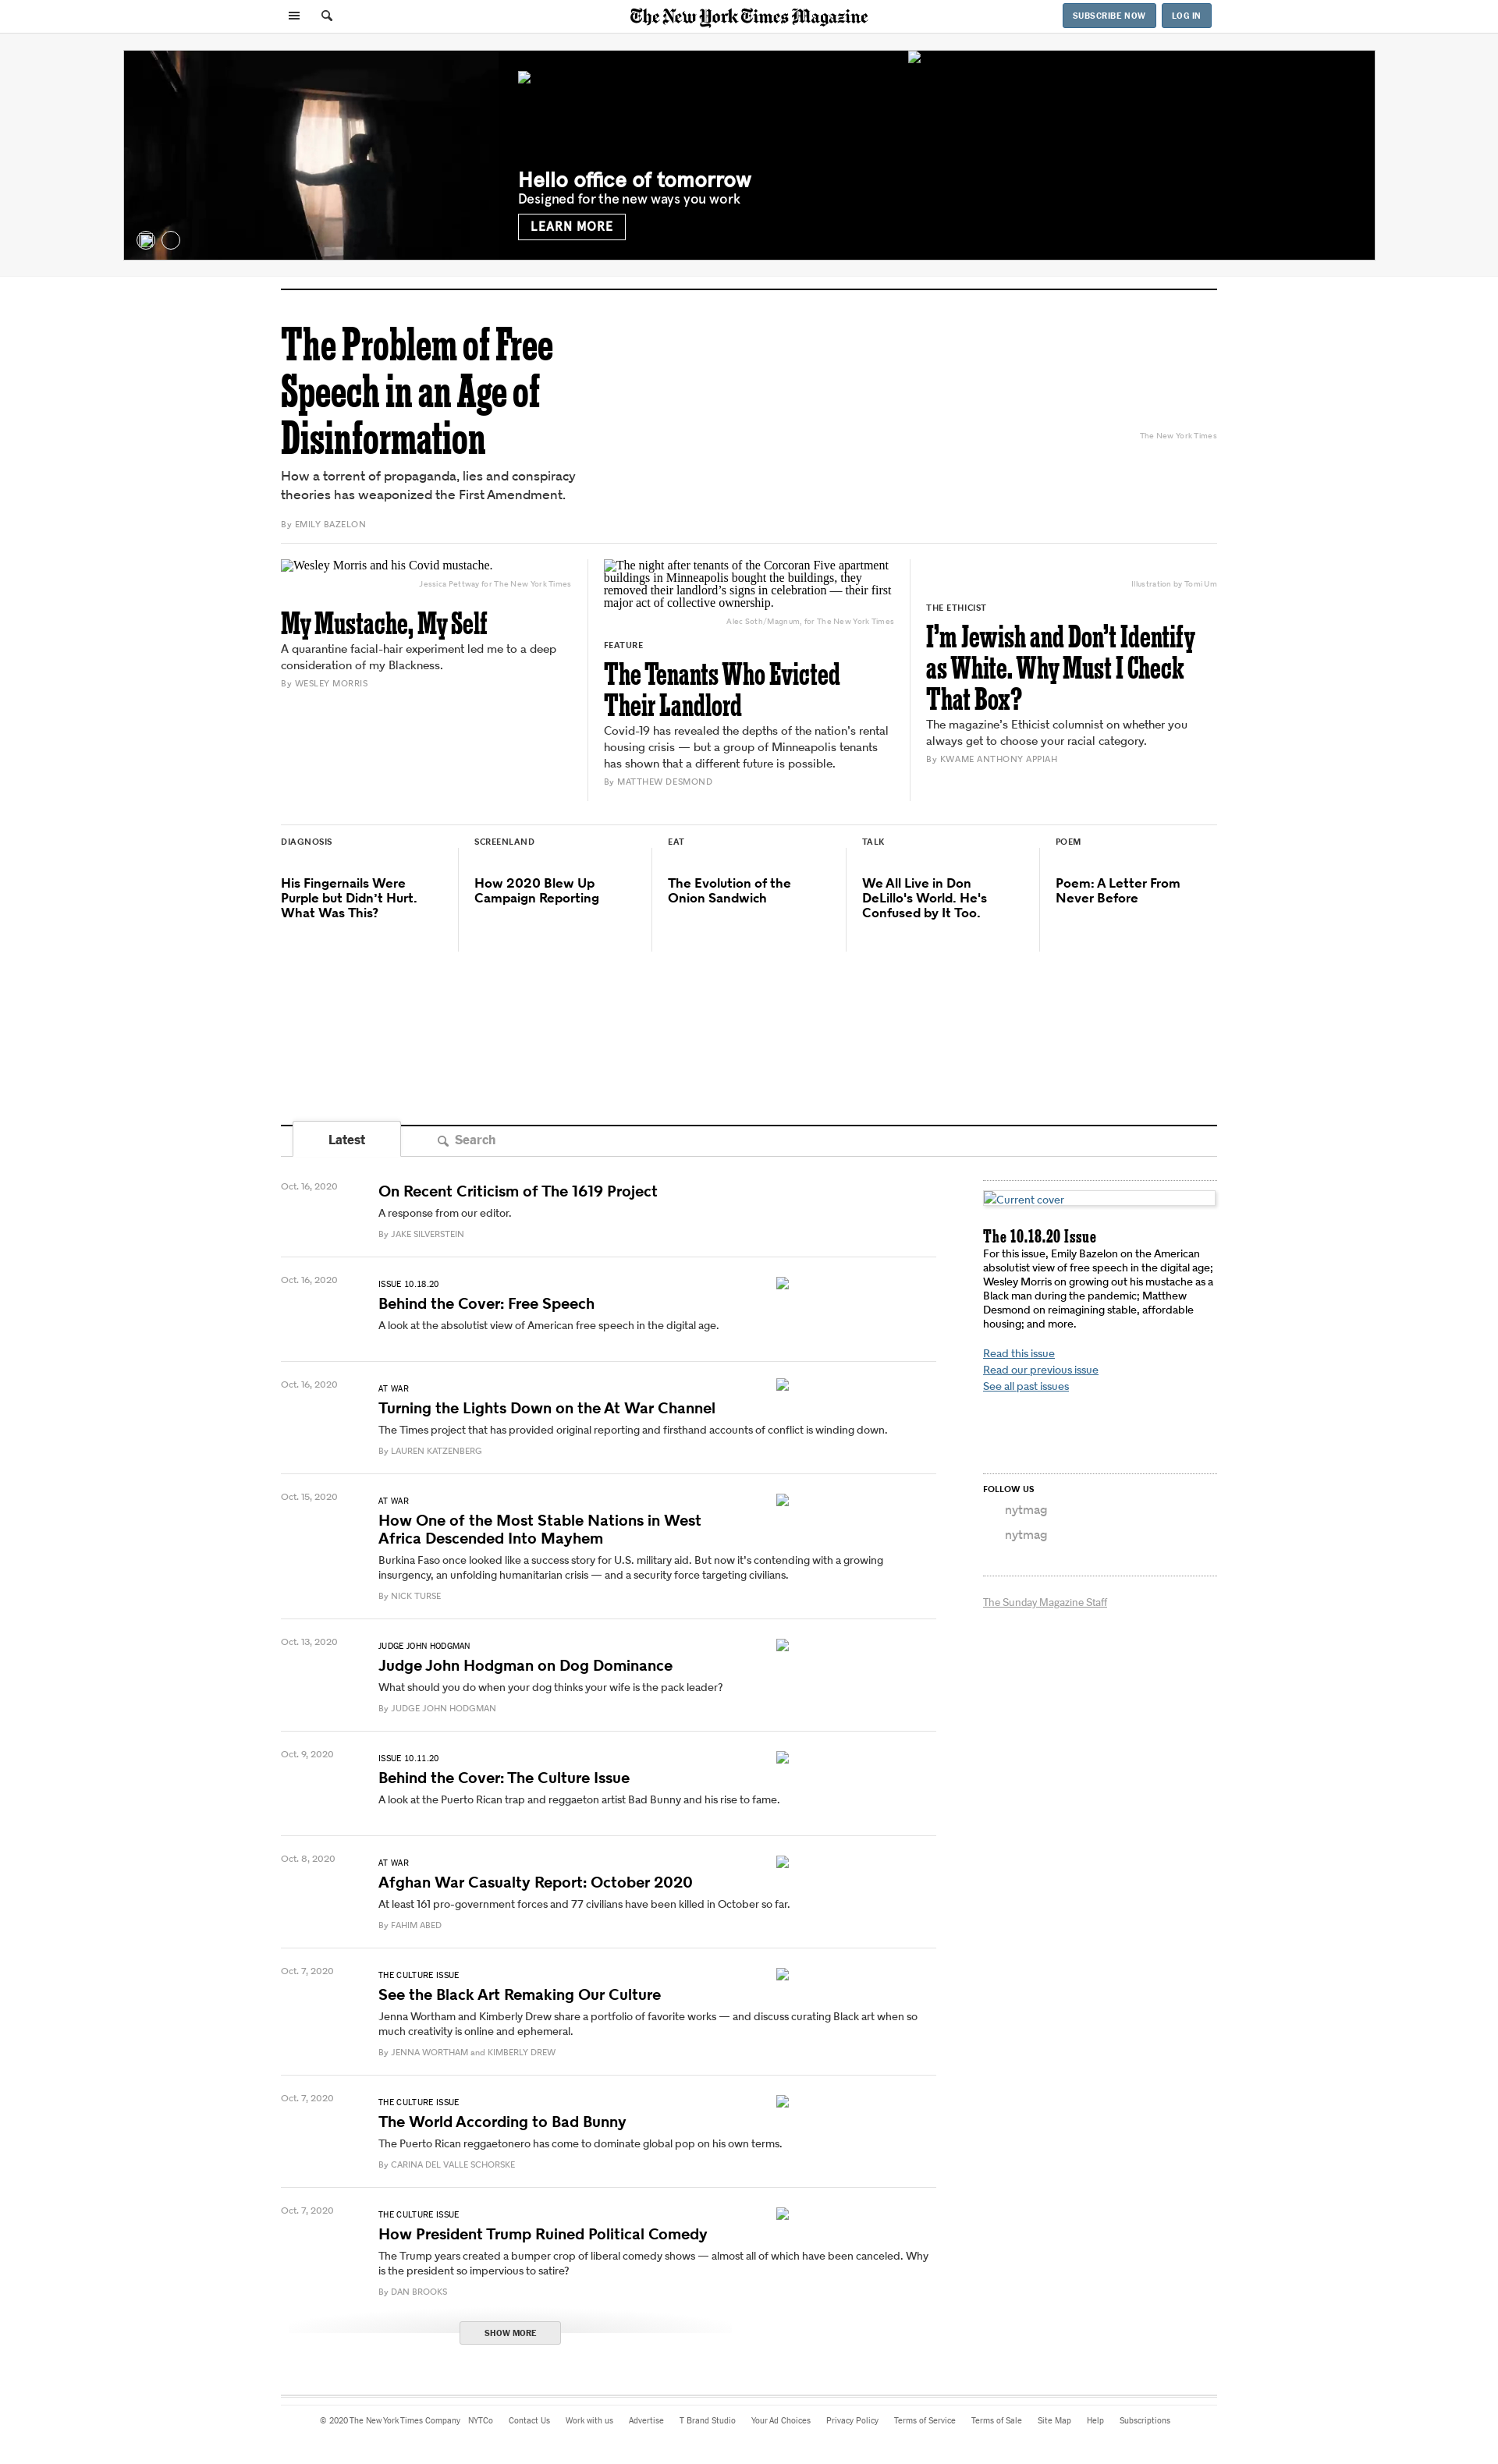 The New York Times Magazine
SUBSCRIBE NOW
LOG IN
Hello office of tomorrow
Designed for the new ways you work
LEARN MORE
The Problem of Free
Speech in an Age of
Disinformation
The New York Times
How a torrent of propaganda, lies and conspiracy
theories has weaponized the First Amendment.
By EMILY BAZELON
Wesley Morris and his Covid mustache.
Jessica Pettway for The New York Times
My Mustache, My Self
A quarantine facial-hair experiment led me to a deep
consideration of my Blackness.
By WESLEY MORRIS
The night after tenants of the Corcoran Five apartment
buildings in Minneapolis bought the buildings, they
removed their landlord’s signs in celebration — their first
major act of collective ownership.
Alec Soth/Magnum, for The New York Times
FEATURE
The Tenants Who Evicted
Their Landlord
Covid-19 has revealed the depths of the nation’s rental
housing crisis — but a group of Minneapolis tenants
has shown that a different future is possible.
By MATTHEW DESMOND
Illustration by Tomi Um
THE ETHICIST
I’m Jewish and Don’t Identify
as White. Why Must I Check
That Box?
The magazine’s Ethicist columnist on whether you
always get to choose your racial category.
By KWAME ANTHONY APPIAH
DIAGNOSIS
His Fingernails Were
Purple but Didn’t Hurt.
What Was This?
SCREENLAND
How 2020 Blew Up
Campaign Reporting
EAT
The Evolution of the
Onion Sandwich
TALK
We All Live in Don
DeLillo's World. He's
Confused by It Too.
POEM
Poem: A Letter From
Never Before
Latest
Search
Oct. 16, 2020
On Recent Criticism of The 1619 Project
A response from our editor.
By JAKE SILVERSTEIN
Oct. 16, 2020
ISSUE 10.18.20
Behind the Cover: Free Speech
A look at the absolutist view of American free speech in the digital age.
Oct. 16, 2020
AT WAR
Turning the Lights Down on the At War Channel
The Times project that has provided original reporting and firsthand accounts of conflict is winding down.
By LAUREN KATZENBERG
Oct. 15, 2020
AT WAR
How One of the Most Stable Nations in West
Africa Descended Into Mayhem
Burkina Faso once looked like a success story for U.S. military aid. But now it’s contending with a growing
insurgency, an unfolding humanitarian crisis — and a security force targeting civilians.
By NICK TURSE
Oct. 13, 2020
JUDGE JOHN HODGMAN
Judge John Hodgman on Dog Dominance
What should you do when your dog thinks your wife is the pack leader?
By JUDGE JOHN HODGMAN
Oct. 9, 2020
ISSUE 10.11.20
Behind the Cover: The Culture Issue
A look at the Puerto Rican trap and reggaeton artist Bad Bunny and his rise to fame.
Oct. 8, 2020
AT WAR
Afghan War Casualty Report: October 2020
At least 161 pro-government forces and 77 civilians have been killed in October so far.
By FAHIM ABED
Oct. 7, 2020
THE CULTURE ISSUE
See the Black Art Remaking Our Culture
Jenna Wortham and Kimberly Drew share a portfolio of favorite works — and discuss curating Black art when so
much creativity is online and ephemeral.
By JENNA WORTHAM and KIMBERLY DREW
Oct. 7, 2020
THE CULTURE ISSUE
The World According to Bad Bunny
The Puerto Rican reggaetonero has come to dominate global pop on his own terms.
By CARINA DEL VALLE SCHORSKE
Oct. 7, 2020
THE CULTURE ISSUE
How President Trump Ruined Political Comedy
The Trump years created a bumper crop of liberal comedy shows — almost all of which have been canceled. Why
is the president so impervious to satire?
By DAN BROOKS
SHOW MORE
Current cover
The 10.18.20 Issue
For this issue, Emily Bazelon on the American
absolutist view of free speech in the digital age;
Wesley Morris on growing out his mustache as a
Black man during the pandemic; Matthew
Desmond on reimagining stable, affordable
housing; and more.
Read this issue
Read our previous issue
See all past issues
FOLLOW US
nytmag
nytmag
The Sunday Magazine Staff
© 2020 The New York Times Company NYTCo Contact Us Work with us Advertise T Brand Studio Your Ad Choices Privacy Policy Terms of Service Terms of Sale Site Map Help Subscriptions